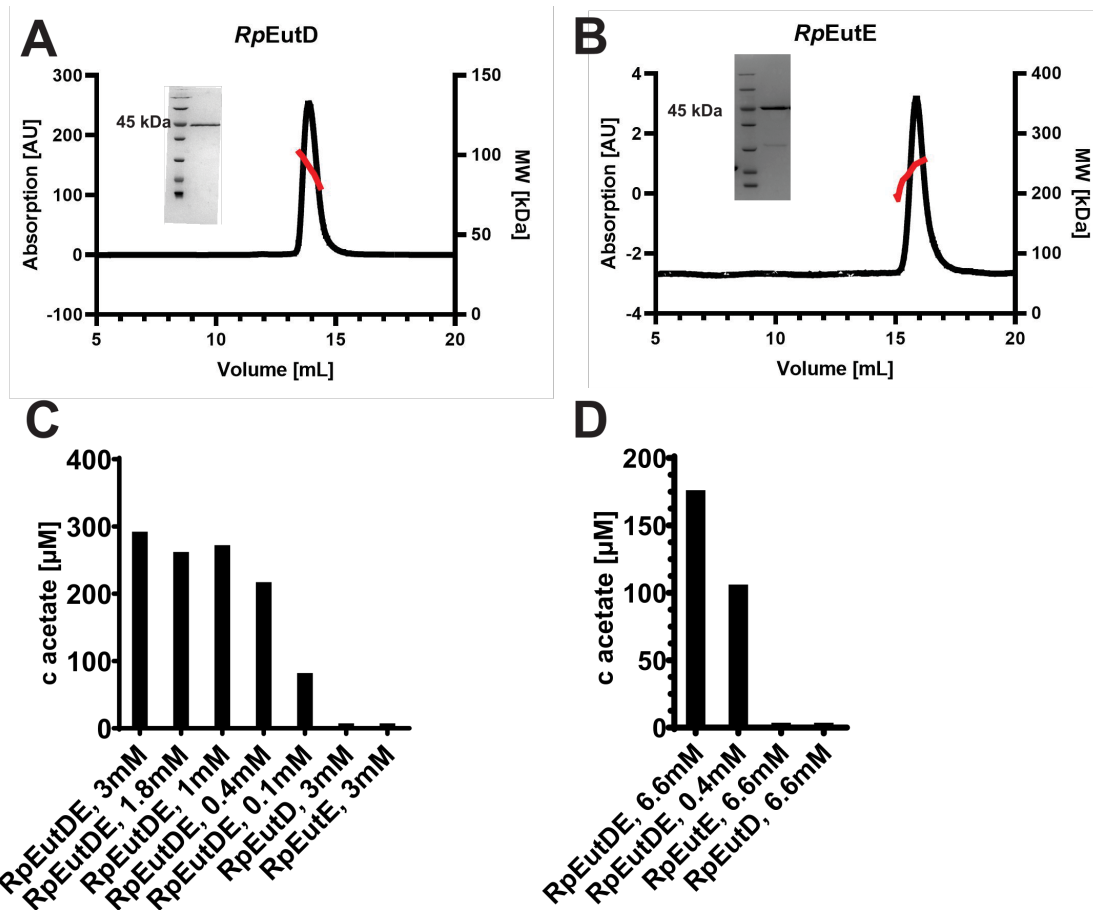 A
RpEutD
300
200
100
0
-100
Absorption [AU]
45 kDa
150
100
50
0
MW [kDa]
5 10 15 20
Volume [mL]
B
RpEutE
4
2
0
-2
-4
Absorption [AU]
45 kDa
400
300
200
100
0
MW [kDa]
5 10 15 20
Volume [mL]
C
400
300
200
100
0
c acetate [µM]
RpEutDE, 3mM
RpEutDE, 1.8mM
RpEutDE, 1mM
RpEutDE, 0.4mM
RpEutDE, 0.1mM
RpEutD, 3mM
RpEutE, 3mM
D
200
150
100
50
0
c acetate [µM]
RpEutDE, 6.6mM
RpEutDE, 0.4mM
RpEutE, 6.6mM
RpEutD, 6.6mM